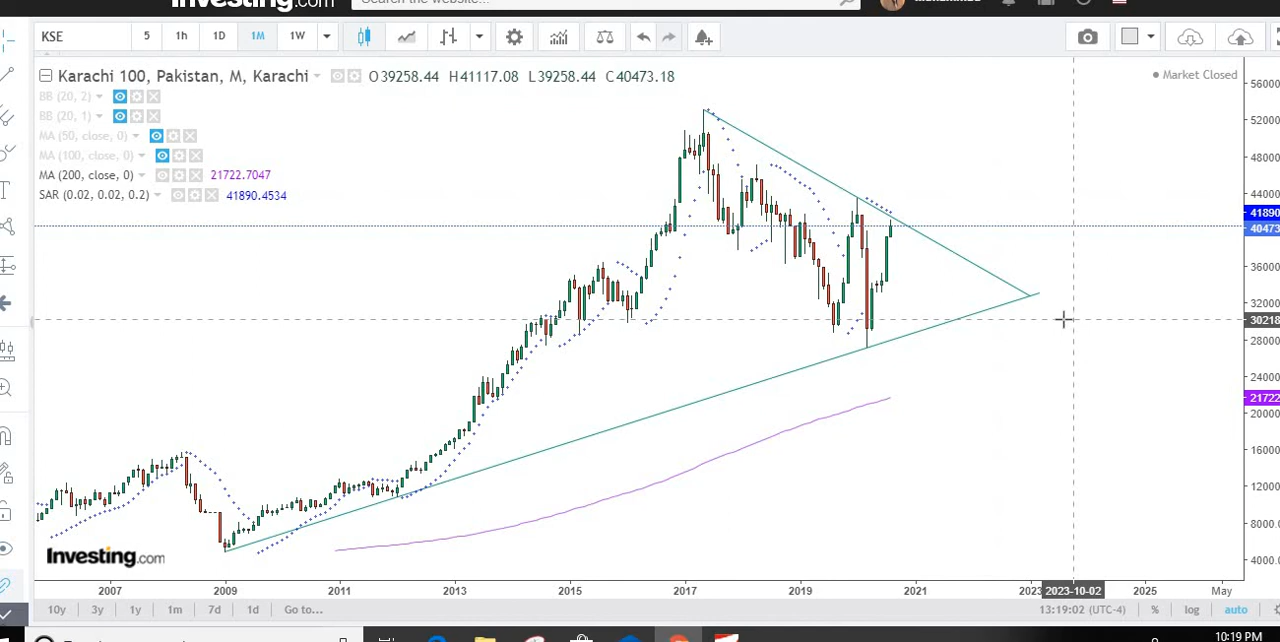 Investing.com
KSE 5 1h 1D 1M 1W
Karachi 100, Pakistan, M, Karachi O39258.44 H41117.08 L39258.44 C40473.18
Market Closed
BB (20, 2)
BB (20, 1)
MA (50, close, 0)
MA (100, close, 0)
MA (200, close, 0) 21722.7047
SAR (0.02, 0.02, 0.2) 41890.4534
56000
52000
48000
44000
41890
40473
36000
32000
30218
28000
24000
21722
20000
16000
12000
8000.0
4000.0
Investing.com
2007 2009 2011 2013 2015 2017 2019 2021 2023 2023-10-02 2025 May
10y 3y 1y 1m 7d 1d Go to... 13:19:02 (UTC-4) % log auto
10:19 PM